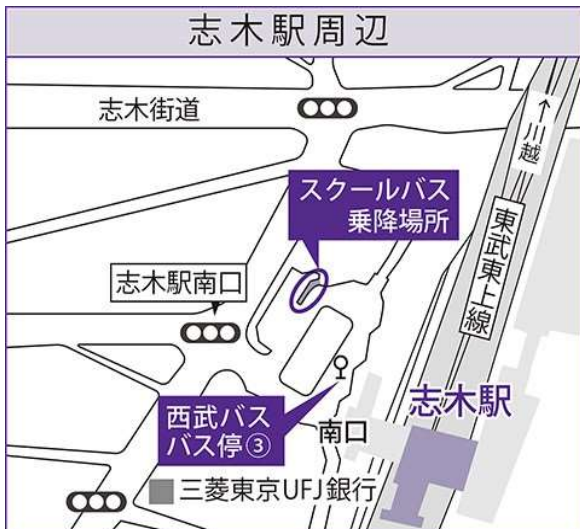 志木駅周辺
志木街道
↑川越
スクールバス
乗降場所
東武東上線
志木駅南口
志木駅
西武バス
バス停③
南口
三菱東京UFJ銀行